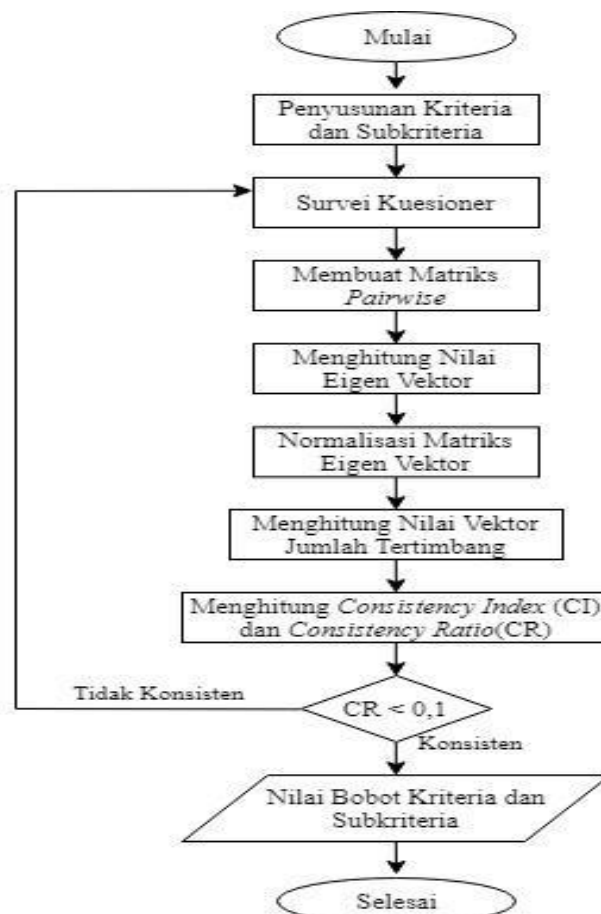 Mulai
Penyusunan Kriteria
dan Subkriteria
Survei Kuesioner
Membuat Matriks
Pairwise
Menghitung Nilai
Eigen Vektor
Normalisasi Matriks
Eigen Vektor
Menghitung Nilai Vektor
Jumlah Tertimbang
Menghitung Consistency Index (CI)
dan Consistency Ratio(CR)
Tidak Konsisten
CR < 0,1
Konsisten
Nilai Bobot Kriteria dan
Subkriteria
Selesai